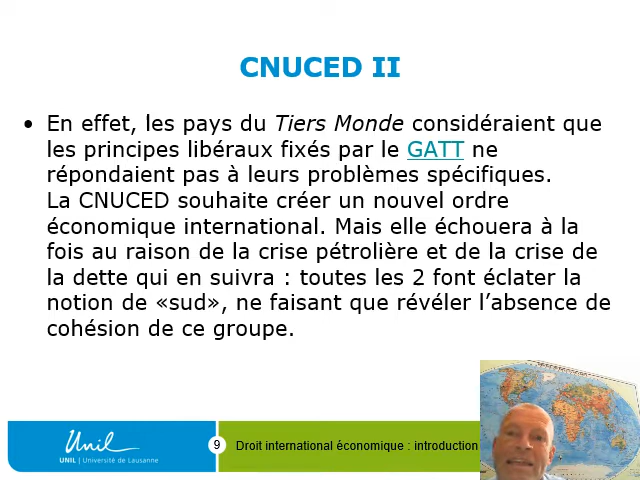 CNUCED II
• En effet, les pays du Tiers Monde considéraient que
les principes libéraux fixés par le GATT ne
répondaient pas à leurs problèmes spécifiques.
La CNUCED souhaite créer un nouvel ordre
économique international. Mais elle échouera à la
fois au raison de la crise pétrolière et de la crise de
la dette qui en suivra : toutes les 2 font éclater la
notion de «sud», ne faisant que révéler l’absence de
cohésion de ce groupe.
Unil
UNIL | Université de Lausanne
9
Droit international économique : introduction